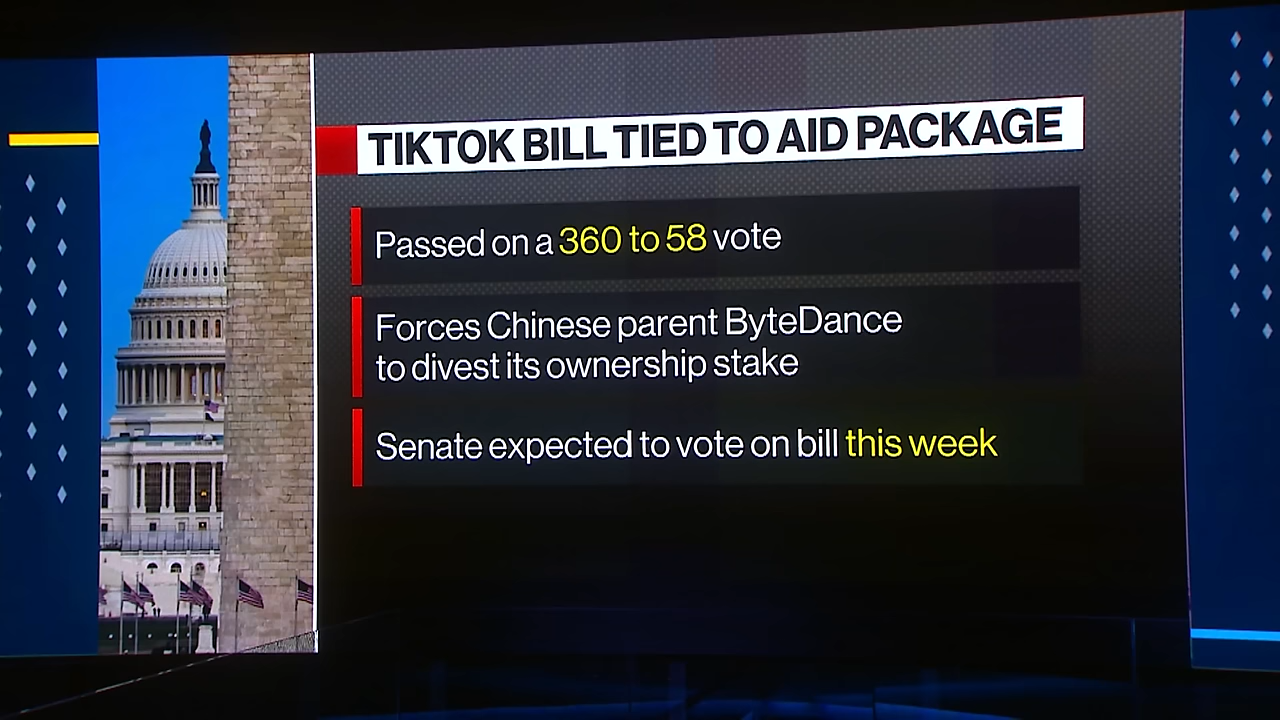 TIKTOK BILL TIED TO AID PACKAGE
Passed on a 360 to 58 vote
Forces Chinese parent ByteDance
to divest its ownership stake
Senate expected to vote on bill this week